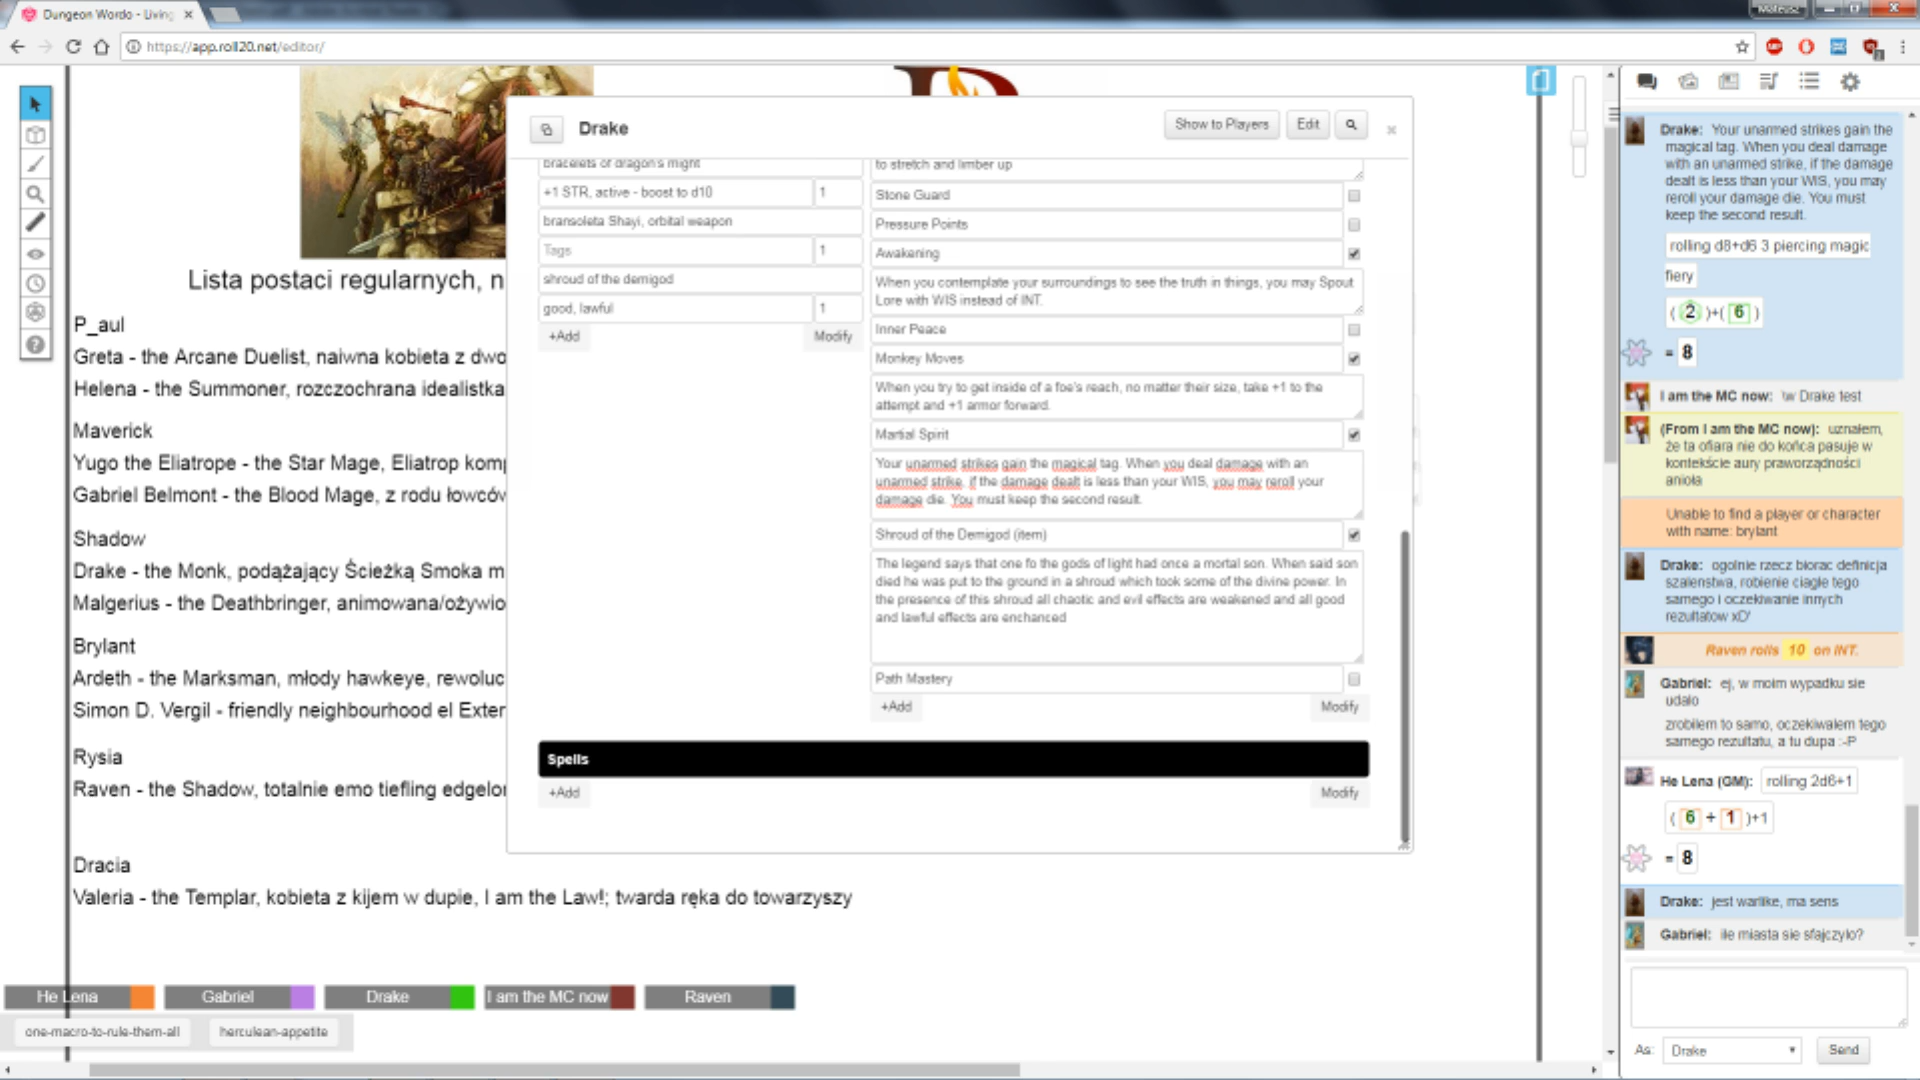 Dungeon Wordo - Living
Mateusz
https://app.roll20.net/editor/
Lista postaci regularnych, n
P_aul
Greta - the Arcane Duelist, naiwna kobieta z dwo
Helena - the Summoner, rozczochrana idealistka
Maverick
Yugo the Eliatrope - the Star Mage, Eliatrop kom
Gabriel Belmont - the Blood Mage, z rodu łowców
Shadow
Drake - the Monk, podążający Ścieżką Smoka m
Malgerius - the Deathbringer, animowana/ożywio
Brylant
Ardeth - the Marksman, młody hawkeye, rewoluc
Simon D. Vergil - friendly neighbourhood el Exter
Rysia
Raven - the Shadow, totalnie emo tiefling edgelor
Dracia
Valeria - the Templar, kobieta z kijem w dupie, I am the Law!; twarda ręka do towarzyszy
Drake
Show to Players
Edit
bracelets of dragon's might
+1 STR, active - boost to d10 1
bransoleta Shayi, orbital weapon
Tags 1
shroud of the demigod
good, lawful 1
+Add Modify
to stretch and limber up
Stone Guard
Pressure Points
Awakening
When you contemplate your surroundings to see the truth in things, you may Spout
Lore with WIS instead of INT.
Inner Peace
Monkey Moves
When you try to get inside of a foe's reach, no matter their size, take +1 to the
attempt and +1 armor forward.
Martial Spirit
Your unarmed strikes gain the magical tag. When you deal damage with an
unarmed strike, if the damage dealt is less than your WIS, you may reroll your
damage die. You must keep the second result.
Shroud of the Demigod (item)
The legend says that one fo the gods of light had once a mortal son. When said son
died he was put to the ground in a shroud which took some of the divine power. In
the presence of this shroud all chaotic and evil effects are weakened and all good
and lawful effects are enchanced
Path Mastery
+Add Modify
Spells
+Add Modify
Drake: Your unarmed strikes gain the
magical tag. When you deal damage
with an unarmed strike, if the damage
dealt is less than your WIS, you may
reroll your damage die. You must
keep the second result.
rolling d8+d6 3 piercing magic
fiery
(2)+(6)
= 8
I am the MC now: \w Drake test
(From I am the MC now): uznałem,
że ta ofiara nie do końca pasuje w
kontekście aury praworządności
anioła
Unable to find a player or character
with name: brylant
Drake: ogolnie rzecz biorac definicja
szalenstwa, robienie ciagle tego
samego i oczekiwanie innych
rezultatow xD'
Raven rolls 10 on INT.
Gabriel: ej, w moim wypadku sie
udalo
zrobilem to samo, oczekiwalem tego
samego rezultatu, a tu dupa :-P
He Lena (GM): rolling 2d6+1
(6+1)+1
= 8
Drake: jest warlike, ma sens
Gabriel: ile miasta sie sfajczylo?
He Lena
Gabriel
Drake
I am the MC now
Raven
one-macro-to-rule-them-all
herculean-appetite
As: Drake
Send